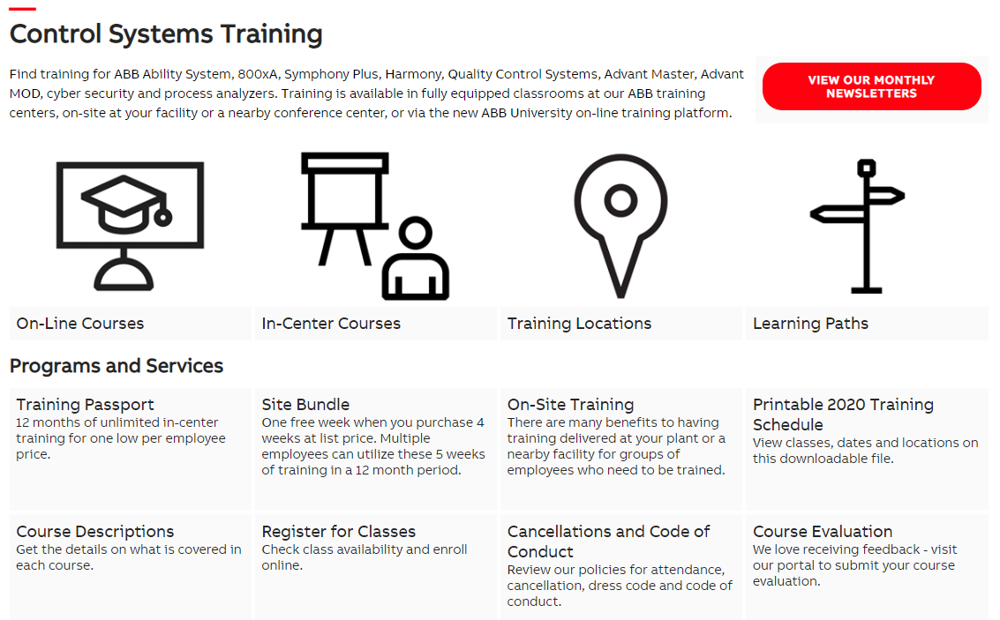 Control Systems Training
Find training for ABB Ability System, 800xA, Symphony Plus, Harmony, Quality Control Systems, Advant Master, Advant
MOD, cyber security and process analyzers. Training is available in fully equipped classrooms at our ABB training
centers, on-site at your facility or a nearby conference center, or via the new ABB University on-line training platform.
VIEW OUR MONTHLY
NEWSLETTERS
On-Line Courses
In-Center Courses
Training Locations
Learning Paths
Programs and Services
Training Passport
12 months of unlimited in-center
training for one low per employee
price.
Site Bundle
One free week when you purchase 4
weeks at list price. Multiple
employees can utilize these 5 weeks
of training in a 12 month period.
On-Site Training
There are many benefits to having
training delivered at your plant or a
nearby facility for groups of
employees who need to be trained.
Printable 2020 Training
Schedule
View classes, dates and locations on
this downloadable file.
Course Descriptions
Get the details on what is covered in
each course.
Register for Classes
Check class availability and enroll
online.
Cancellations and Code of
Conduct
Review our policies for attendance,
cancellation, dress code and code of
conduct.
Course Evaluation
We love receiving feedback - visit
our portal to submit your course
evaluation.